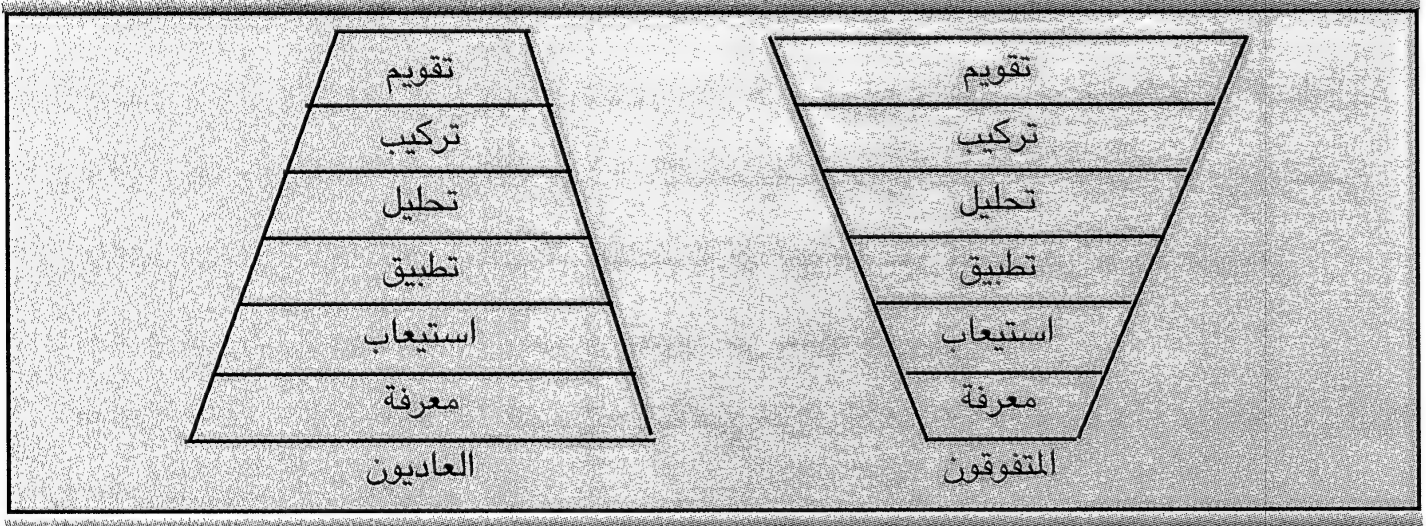 تقويم
تركيب
تحليل
تطبيق
استيعاب
معرفة
المتفوقون
تقويم
تركيب
تحليل
تطبيق
استيعاب
معرفة
العاديون